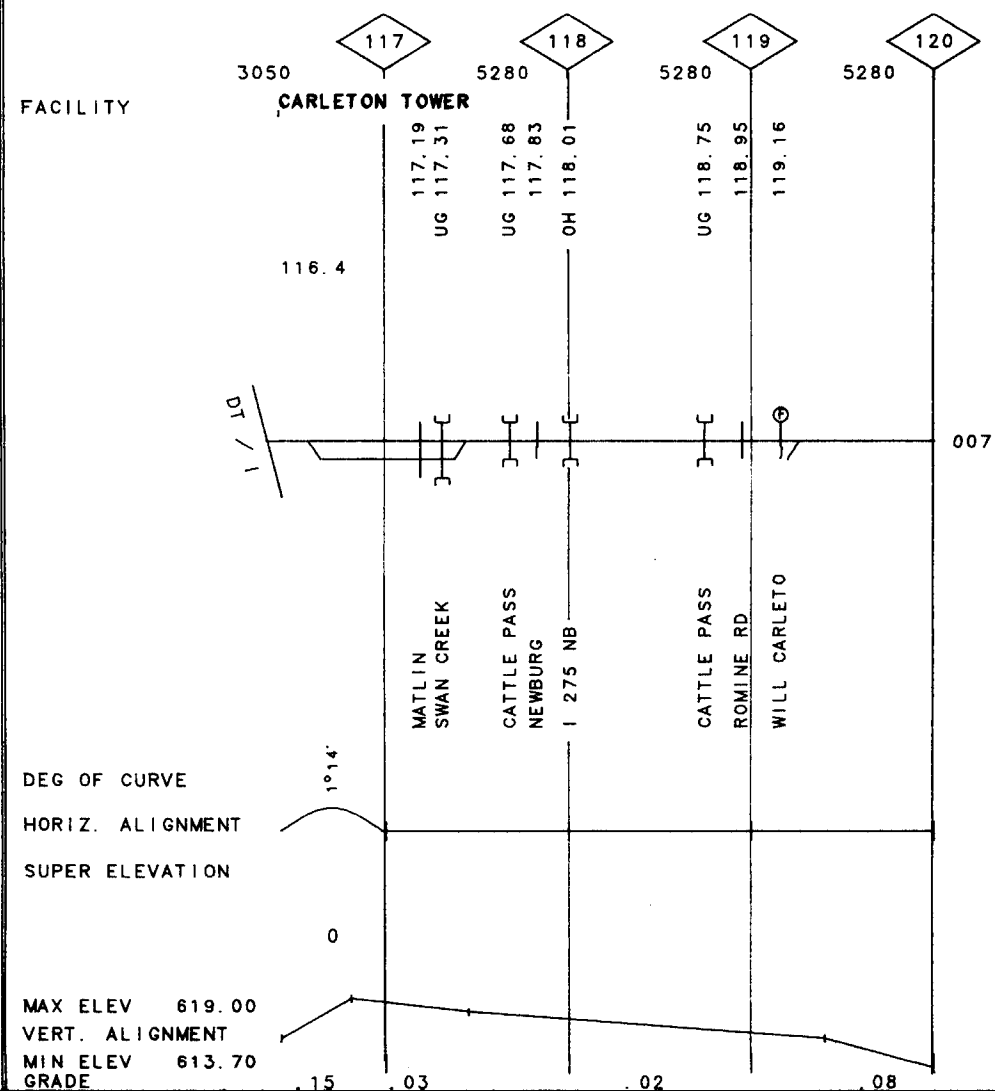 117 118 119 120
3050 5280 5280 5280
FACILITY
CARLETON TOWER
117.19
UG 117.31
UG 117.68
117.83
OH 118.01
UG 118.75
118.95
119.16
116.4
DT / I
P
007
MATLIN
SWAN CREEK
CATTLE PASS
NEWBURG
I 275 NB
CATTLE PASS
ROMINE RD
WILL CARLETO
1°14'
DEG OF CURVE
HORIZ. ALIGNMENT
SUPER ELEVATION
0
MAX ELEV 619.00
VERT. ALIGNMENT
MIN ELEV 613.70
GRADE .15 .03 .02 .08